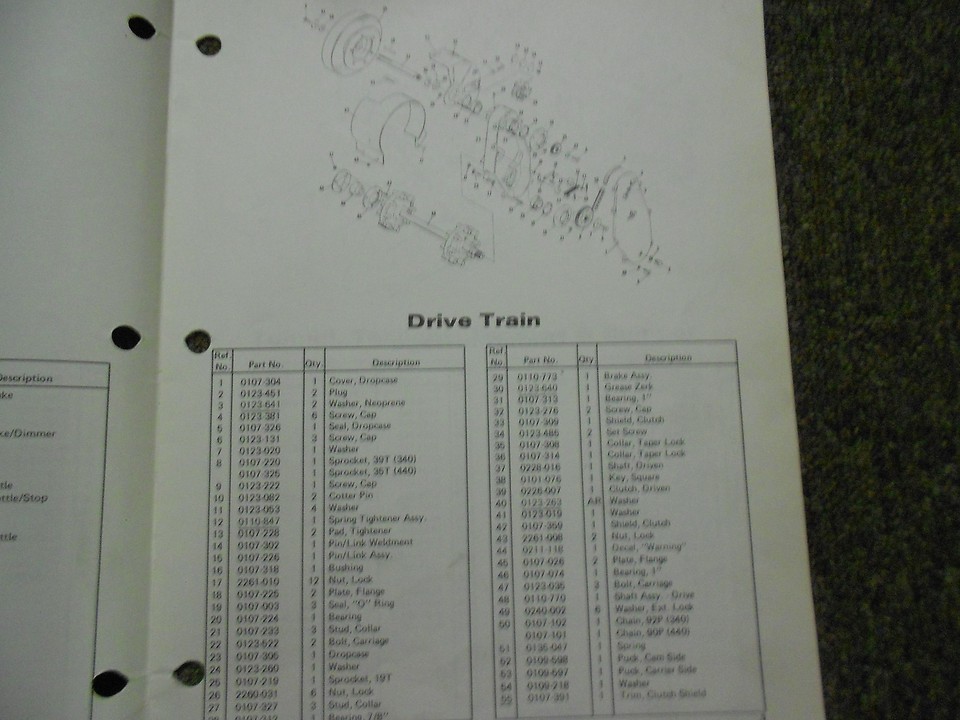 Description
ke/Dimmer
tle
ttle/Stop
ttle
Drive Train
Ref. No. Part No. Qty. Description
1 0107-304 1 Cover, Dropcase
2 0123-451 2 Plug
3 0123-641 2 Washer, Neoprene
4 0123-381 6 Screw, Cap
5 0107-326 1 Seal, Dropcase
6 0123-131 3 Screw, Cap
7 0123-020 1 Washer
8 0107-220 1 Sprocket, 39T (340)
0107-325 1 Sprocket, 35T (440)
9 0123-222 1 Screw, Cap
10 0123-082 2 Cotter Pin
11 0123-053 4 Washer
12 0110-847 1 Spring Tightener Assy.
13 0107-228 2 Pad, Tightener
14 0107-302 1 Pin/Link Weldment
15 0107-226 1 Pin/Link Assy.
16 0107-318 1 Bushing
17 2261-010 12 Nut, Lock
18 0107-225 2 Plate, Flange
19 0107-003 3 Seal, "O" Ring
20 0107-224 1 Bearing
21 0107-233 3 Stud, Collar
22 0123-522 2 Bolt, Carriage
23 0107-305 1 Dropcase
24 0123-260 1 Washer
25 0107-219 1 Sprocket, 19T
26 2260-031 6 Nut, Lock
27 0107-327 3 Stud, Collar
28 0107-312 1 Bearing, 7/8"
Ref. No. Part No. Qty. Description
29 0110-773 1 Brake Assy.
30 0123-640 1 Grease Zerk
31 0107-313 1 Bearing, 1"
32 0123-276 2 Screw, Cap
33 0107-309 1 Shield, Clutch
34 0123-485 2 Set Screw
35 0107-308 1 Collar, Taper Lock
36 0107-314 1 Collar, Taper Lock
37 0228-016 1 Shaft, Driven
38 0101-076 1 Key, Square
39 0226-007 1 Clutch, Driven
40 0123-263 AR Washer
41 0123-019 1 Washer
42 0107-359 1 Shield, Clutch
43 2261-008 2 Nut, Lock
44 0211-118 1 Decal, "Warning"
45 0107-026 2 Plate, Flange
46 0107-074 1 Bearing, 1"
47 0123-035 3 Bolt, Carriage
48 0110-770 1 Shaft Assy. - Drive
49 0240-002 6 Washer, Ext. Lock
50 0107-102 1 Chain, 92P (340)
0107-101 1 Chain, 90P (440)
51 0135-047 1 Spring
52 0109-598 1 Puck, Cam Side
53 0109-597 1 Puck, Carrier Side
54 0109-218 1 Washer
55 0107-391 1 Trim, Clutch Shield